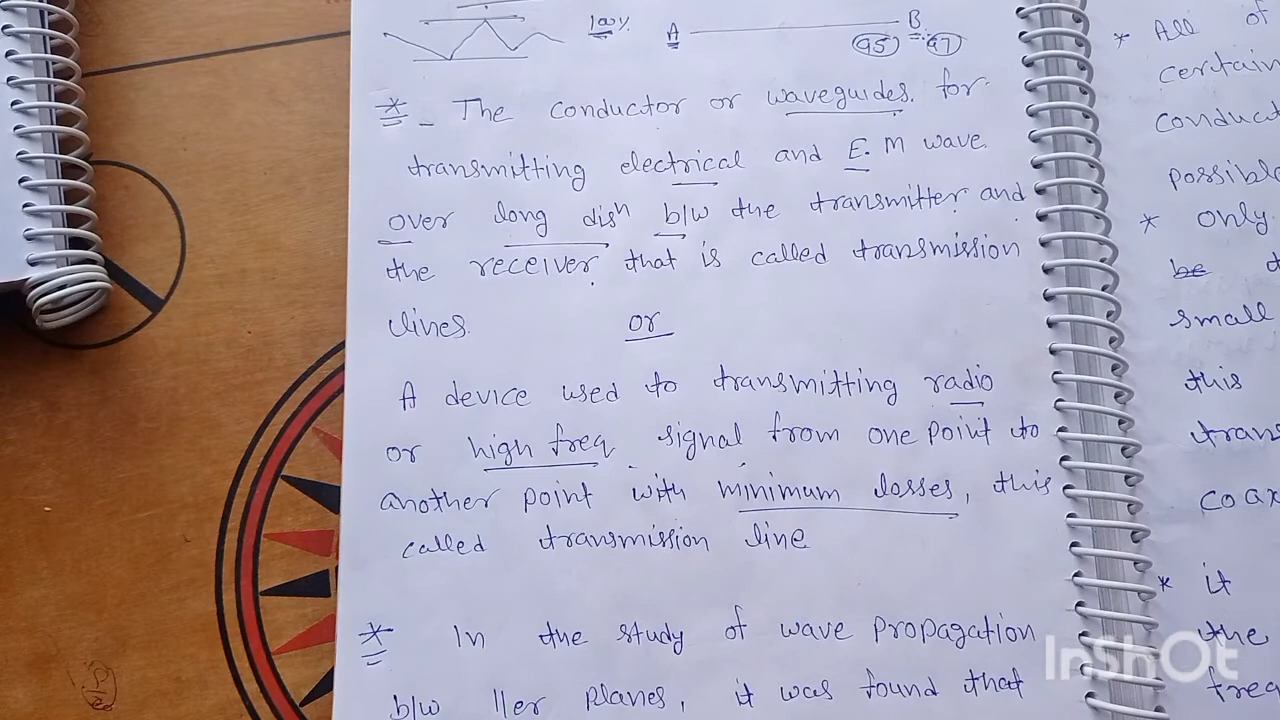 100% A B
95 97
* - The conductor or waveguides. for
transmitting electrical and E. M wave.
over long distn b/w the transmitter and
the receiver that is called transmission
lines.
or
A device used to transmitting radio
or high freq signal from one point to
another point with minimum losses, this
called transmission line
* In the study of wave propagation
b/w ller planes, it was found that
* All of
certain
conduct
possible
* only
be
small
this
trans
coax
* it
the
freq
InShOt